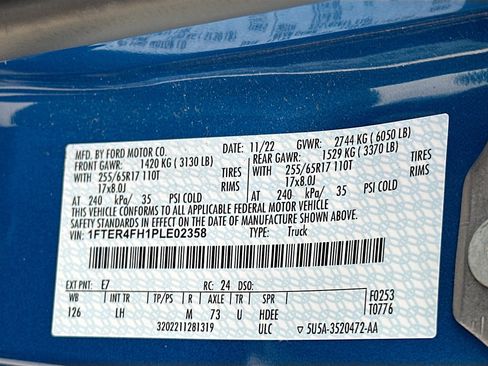 MFD. BY FORD MOTOR CO. DATE: 11/22 GVWR: 2744 KG ( 6050 LB)
FRONT GAWR: 1420 KG ( 3130 LB) REAR GAWR: 1529 KG ( 3370 LB)
WITH 255/65R17 110T TIRES WITH 255/65R17 110T TIRES
17x8.0J RIMS 17x8.0J RIMS
AT 240 kPa/ 35 PSI COLD AT 240 kPa/ 35 PSI COLD
THIS VEHICLE CONFORMS TO ALL APPLICABLE FEDERAL MOTOR VEHICLE
SAFETY STANDARDS IN EFFECT ON THE DATE OF MANUFACTURE SHOWN ABOVE.
VIN: 1FTER4FH1PLE02358 TYPE: Truck
EXT PNT: E7 RC: 24 DSO:
WB INT TR TP/PS R AXLE TR SPR F0253
126 LH M 73 U HDEE T0776
3202211281319 ULC 5U5A-3520472-AA